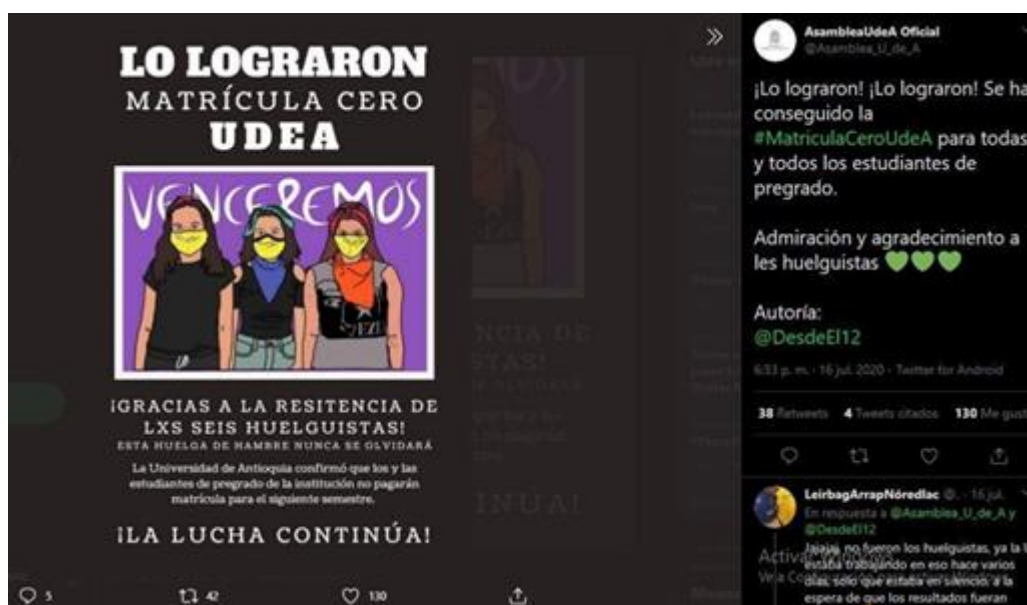 LO LOGRARON
MATRÍCULA CERO
UDEA
VENCEREMOS
¡GRACIAS A LA RESITENCIA DE
LXS SEIS HUELGUISTAS!
ESTA HUELGA DE HAMBRE NUNCA SE OLVIDARÁ
La Universidad de Antioquia confirmó que los y las
estudiantes de pregrado de la institución no pagarán
matrícula para el siguiente semestre.
¡LA LUCHA CONTINÚA!
5
42
130
AsambleaUdeA Oficial
@Asamblea_U_de_A
¡Lo lograron! ¡Lo lograron! Se ha
conseguido la
#MatriculaCeroUdeA para todas
y todos los estudiantes de
pregrado.
Admiración y agradecimiento a
les huelguistas 💚💚💚
Autoría:
@DesdeEl12
6:33 p. m. · 16 jul. 2020 · Twitter for Android
38 Retweets 4 Tweets citados 130 Me gust
LeirbagArrapNóredlac @. · 16 jul.
En respuesta a @Asamblea_U_de_A y
@DesdeEl12
no fueron los huelguistas, ya la
estaba trabajando en eso hace varios
días, solo que estaba en silencio, a la
espera de que los resultados fueran
Activar